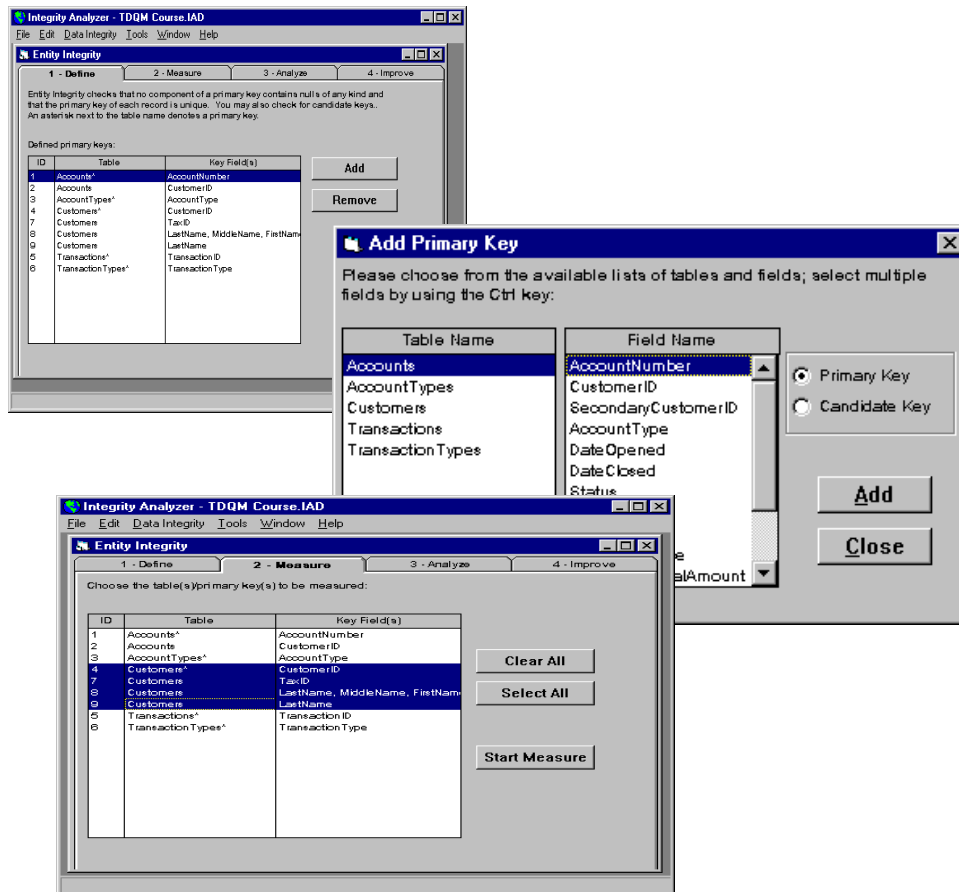 Integrity Analyzer - TDQM Course.IAD
File Edit Data Integrity Tools Window Help
Entity Integrity
1 - Define 2 - Measure 3 - Analyze 4 - Improve
Entity Integrity checks that no component of a primary key contains nulls of any kind and
that the primary key of each record is unique. You may also check for candidate keys..
An asterisk next to the table name denotes a primary key.
Defined primary keys:
ID Table Key Field(s)
1 Accounts* AccountNumber
2 Accounts CustomerID
3 AccountTypes* AccountType
4 Customers* CustomerID
7 Customers TaxID
8 Customers LastName, MiddleName, FirstNam
9 Customers LastName
5 Transactions* TransactionID
6 TransactionTypes* TransactionType
Add
Remove
Add Primary Key
Please choose from the available lists of tables and fields; select multiple
fields by using the Ctrl key:
Table Name
Accounts
AccountTypes
Customers
Transactions
TransactionTypes
Field Name
AccountNumber
CustomerID
SecondaryCustomerID
AccountType
DateOpened
DateClosed
Status
e
alAmount
Primary Key
Candidate Key
Add
Close
Integrity Analyzer - TDQM Course.IAD
File Edit Data Integrity Tools Window Help
Entity Integrity
1 - Define 2 - Measure 3 - Analyze 4 - Improve
Choose the table(s)/primary key(s) to be measured:
ID Table Key Field(s)
1 Accounts* AccountNumber
2 Accounts CustomerID
3 AccountTypes* AccountType
4 Customers* CustomerID
7 Customers TaxID
8 Customers LastName, MiddleName, FirstNam
9 Customers LastName
5 Transactions* TransactionID
6 TransactionTypes* TransactionType
Clear All
Select All
Start Measure